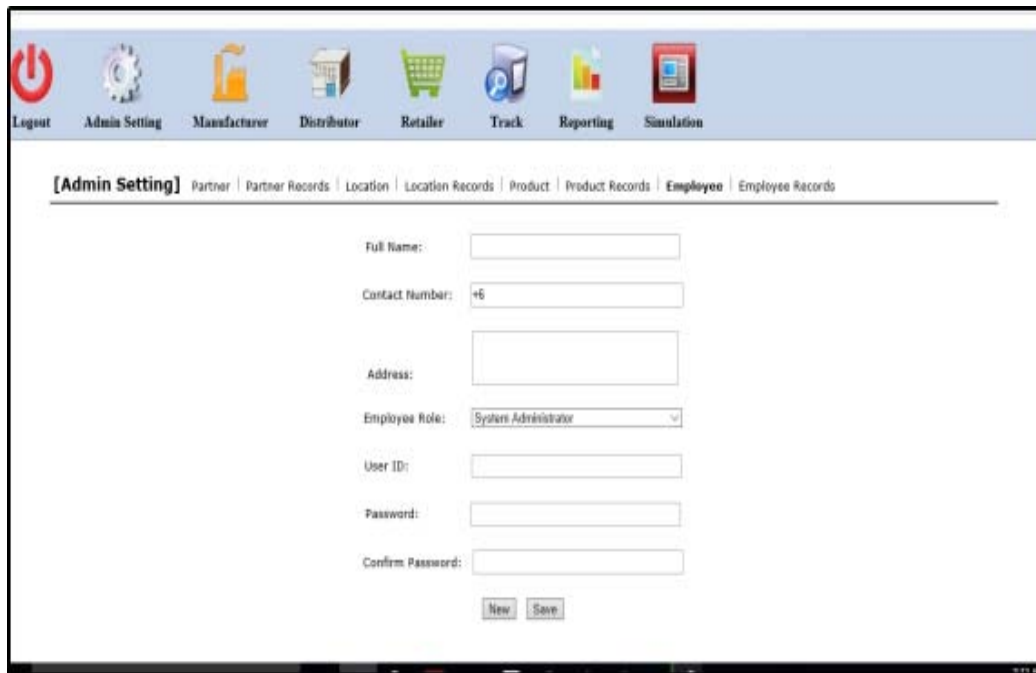 Logout Admin Setting Manufacturer Distributor Retailer Track Reporting Simulation
[Admin Setting] Partner | Partner Records | Location | Location Records | Product | Product Records | Employee | Employee Records
Full Name:
Contact Number: +6
Address:
Employee Role: System Administrator
User ID:
Password:
Confirm Password:
New Save